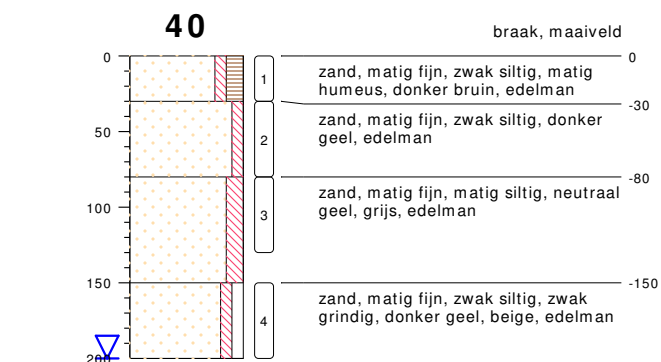 40
braak, maaiveld
0
0
1
zand, matig fijn, zwak siltig, matig
humeus, donker bruin, edelman
-30
50
2
zand, matig fijn, zwak siltig, donker
geel, edelman
-80
100
3
zand, matig fijn, matig siltig, neutraal
geel, grijs, edelman
150
-150
4
zand, matig fijn, zwak siltig, zwak
grindig, donker geel, beige, edelman
200